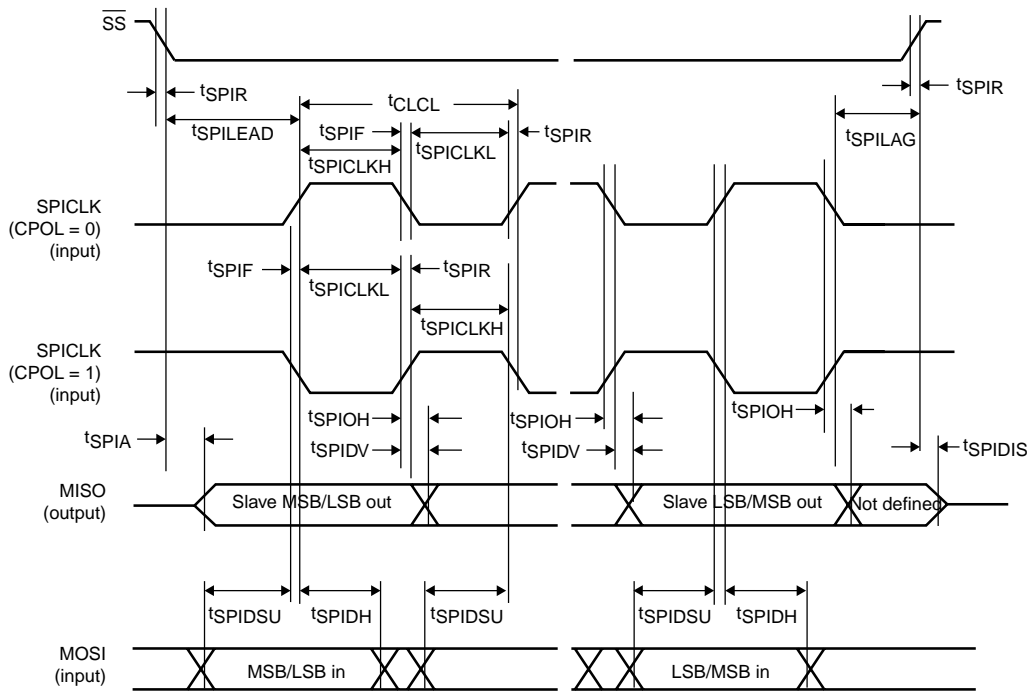 SS
tSPIR
tCLCL
tSPIR
tSPILEAD
tSPIF
tSPICLKL
tSPIR
tSPILAG
tSPICLKH
SPICLK
(CPOL = 0)
(input)
tSPIF
tSPICLKL
tSPIR
tSPICLKH
SPICLK
(CPOL = 1)
(input)
tSPIOH
tSPIOH
tSPIOH
tSPIA
tSPIDV
tSPIDV
tSPIDIS
MISO
(output)
Slave MSB/LSB out
Slave LSB/MSB out
Not defined
tSPIDSU
tSPIDH
tSPIDSU
tSPIDSU
tSPIDH
MOSI
(input)
MSB/LSB in
LSB/MSB in